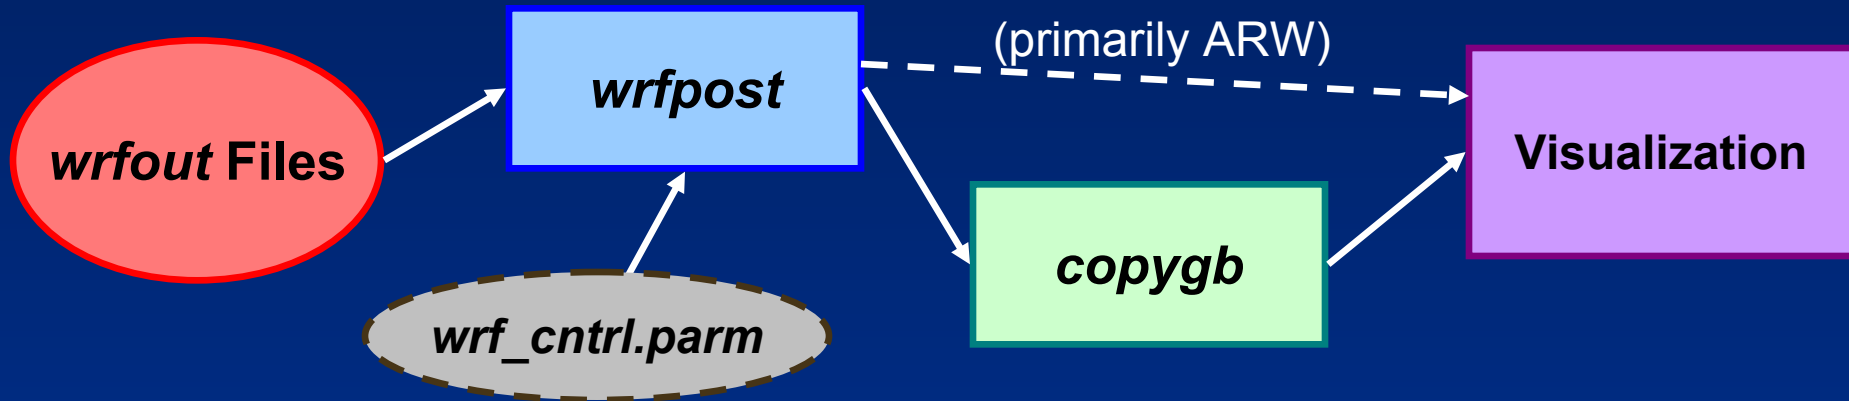 (primarily ARW)
wrfpost
wrfout Files
Visualization
copygb
wrf_cntrl.parm